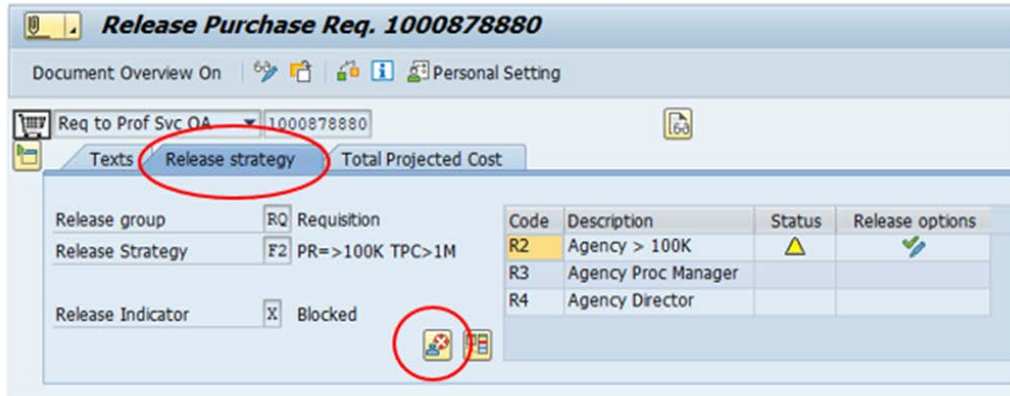 Release Purchase Req. 1000878880
Document Overview On Personal Setting
Req to Prof Svc OA 1000878880
Texts Release strategy Total Projected Cost
Release group RQ Requisition
Release Strategy F2 PR=>100K TPC>1M
Release Indicator X Blocked
Code Description Status Release options
R2 Agency > 100K
R3 Agency Proc Manager
R4 Agency Director